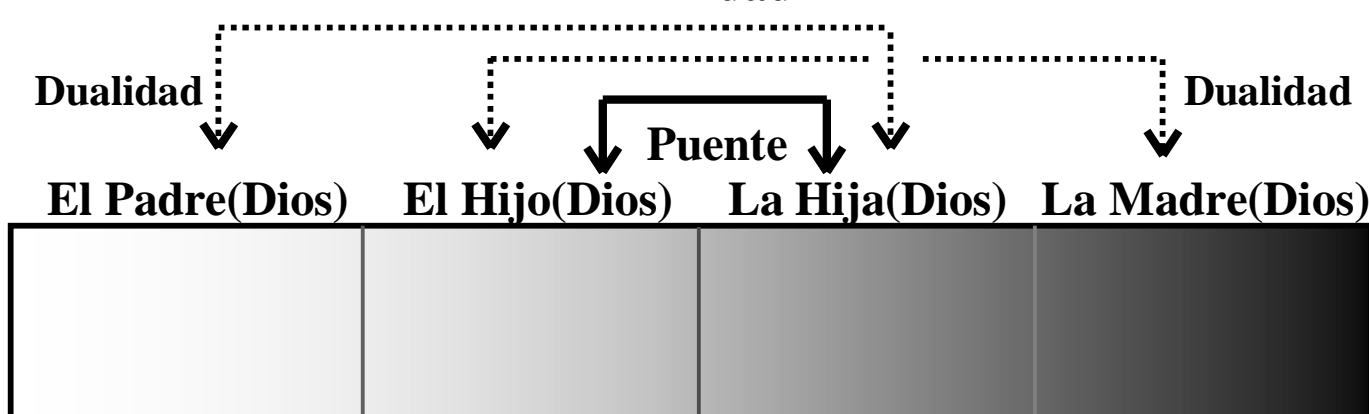 Dualidad
Dualidad
Puente
El Padre(Dios) El Hijo(Dios) La Hija(Dios) La Madre(Dios)